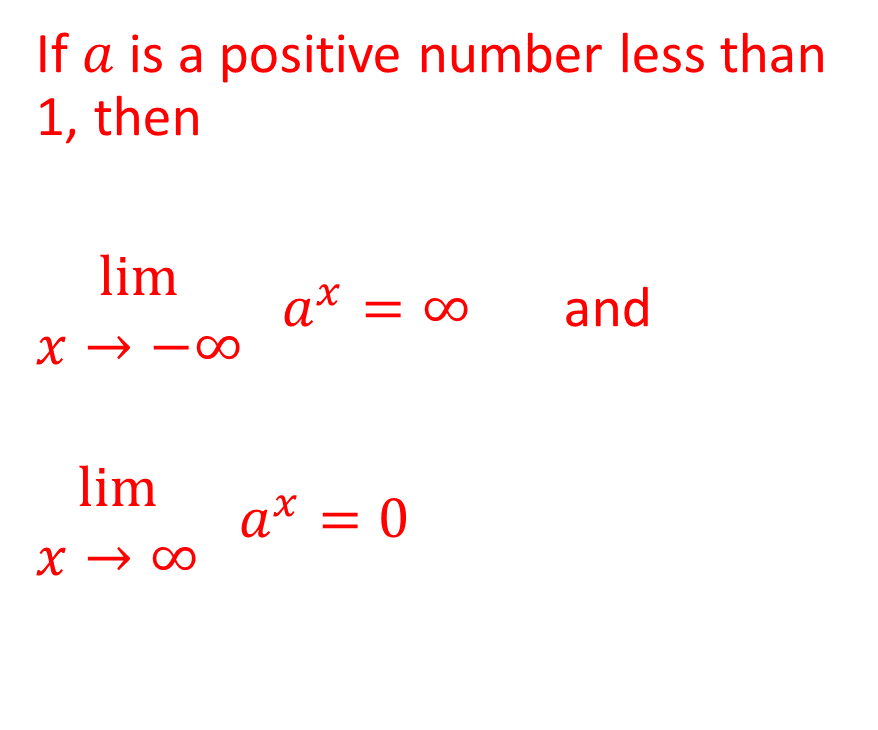 If a is a positive number less than
1, then
lim
x → −∞ aˣ = ∞ and
lim
x → ∞ aˣ = 0